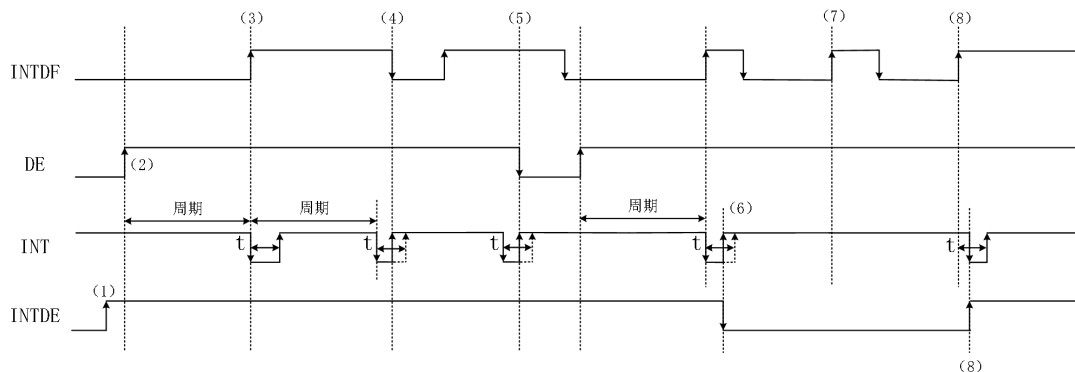 (3) (4) (5) (7) (8)
INTDF
DE (2)
周期 周期 周期 (6)
INT t t t t t
(1)
INTDE
(8)